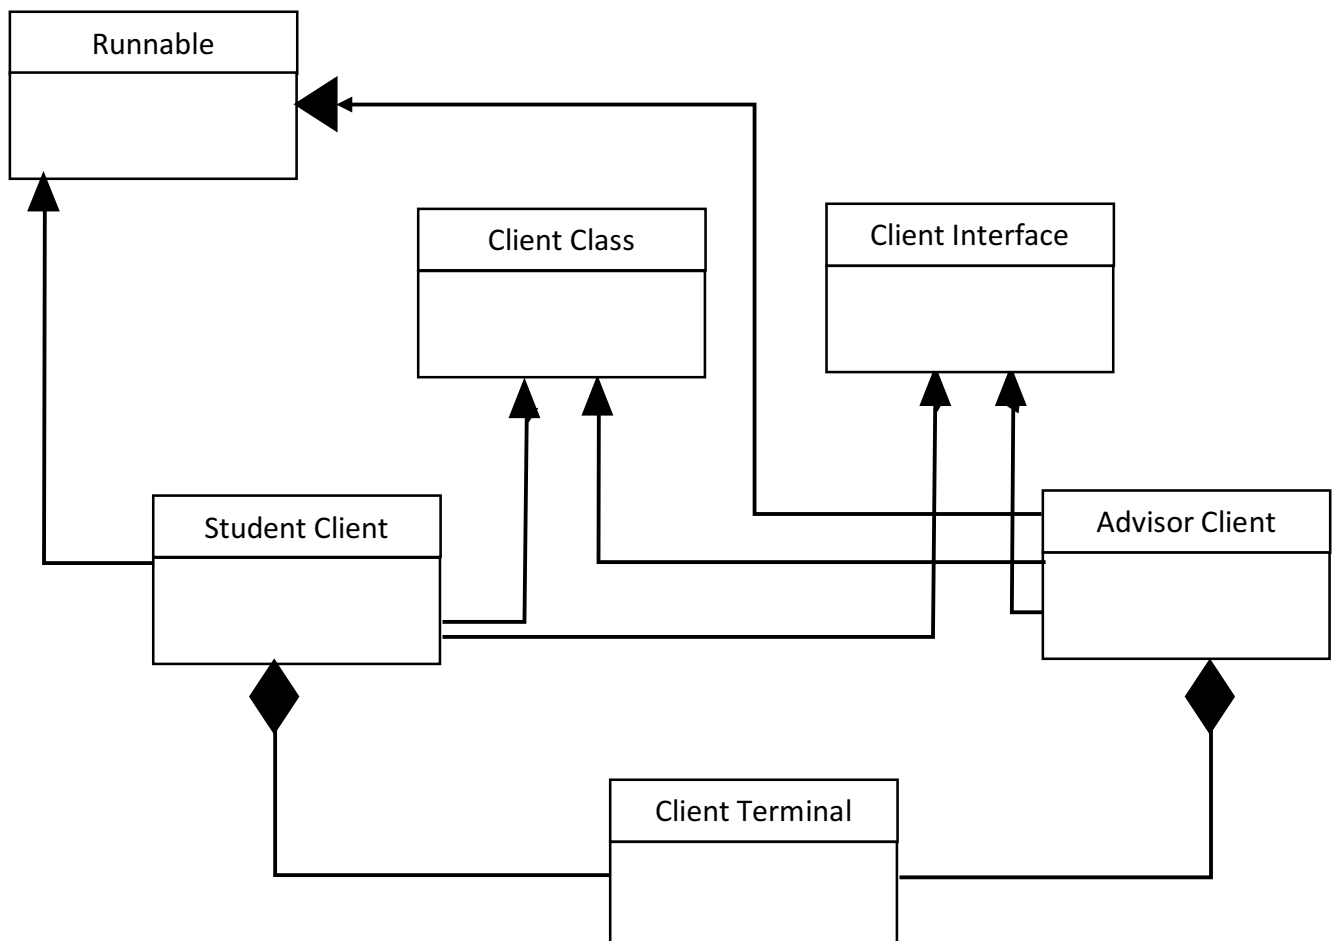 Runnable
Client Class
Client Interface
Student Client
Advisor Client
Client Terminal